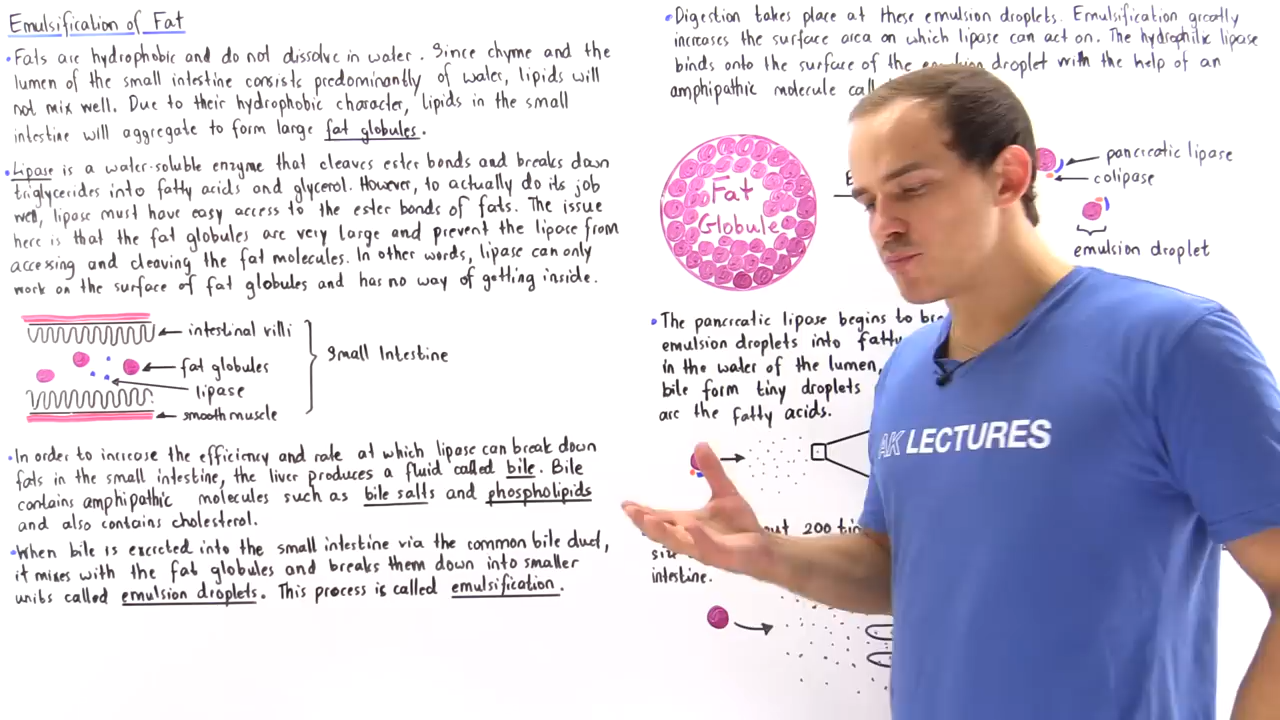 Emulsification of Fat
•Fats are hydrophobic and do not dissolve in water. Since chyme and the
lumen of the small intestine consists predominantly of water, lipids will
not mix well. Due to their hydrophobic character, lipids in the small
intestine will aggregate to form large fat globules.
•Lipase is a water-soluble enzyme that cleaves ester bonds and breaks down
triglycerides into fatty acids and glycerol. However, to actually do its job
well, lipase must have easy access to the ester bonds of fats. The issue
here is that the fat globules are very large and prevent the lipase from
accessing and cleaving the fat molecules. In other words, lipase can only
work on the surface of fat globules and has no way of getting inside.
intestinal villi
fat globules
lipase
smooth muscle
Small Intestine
•In order to increase the efficiency and rate at which lipase can break down
fats in the small intestine, the liver produces a fluid called bile. Bile
contains amphipathic molecules such as bile salts and phospholipids
and also contains cholesterol.
•When bile is excreted into the small intestine via the common bile duct,
it mixes with the fat globules and breaks them down into smaller
units called emulsion droplets. This process is called emulsification.
•Digestion takes place at these emulsion droplets. Emulsification greatly
increases the surface area on which lipase can act on. The hydrophilic lipase
binds onto the surface of the emulsion droplet with the help of an
amphipathic molecule
Fat
Globule
pancreatic lipase
colipase
emulsion droplet
•The pancreatic lipase begins to
emulsion droplets into fatty
in the water of the lumen,
bile form tiny droplets
are the fatty acids.
200
intestine.
AK LECTURES